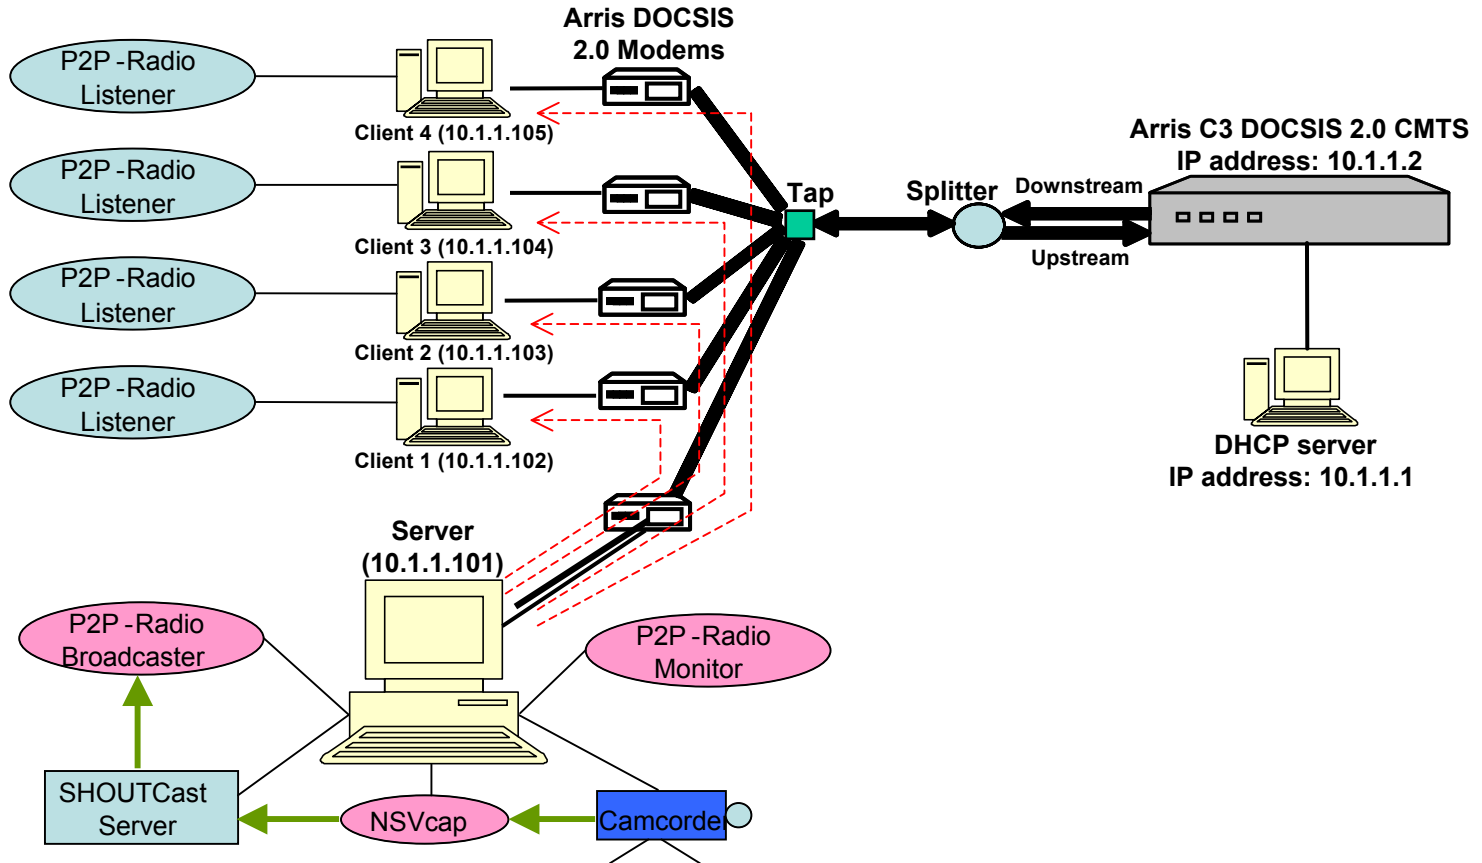 Arris DOCSIS
2.0 Modems
P2P -Radio
Listener
Client 4 (10.1.1.105)
P2P -Radio
Listener
Client 3 (10.1.1.104)
P2P -Radio
Listener
Client 2 (10.1.1.103)
P2P -Radio
Listener
Client 1 (10.1.1.102)
Tap
Splitter
Downstream
Upstream
Arris C3 DOCSIS 2.0 CMTS
IP address: 10.1.1.2
DHCP server
IP address: 10.1.1.1
Server
(10.1.1.101)
P2P -Radio
Broadcaster
P2P -Radio
Monitor
SHOUTCast
Server
NSVcap
Camcorder